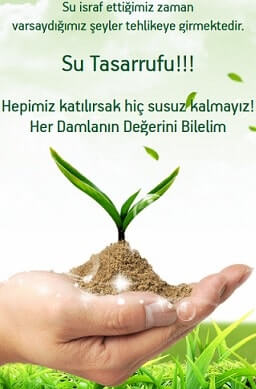 Su israf ettiğimiz zaman
varsaydığımız şeyler tehlikeye girmektedir.
Su Tasarrufu!!!
Hepimiz katılırsak hiç susuz kalmayız!
Her Damlanın Değerini Bilelim